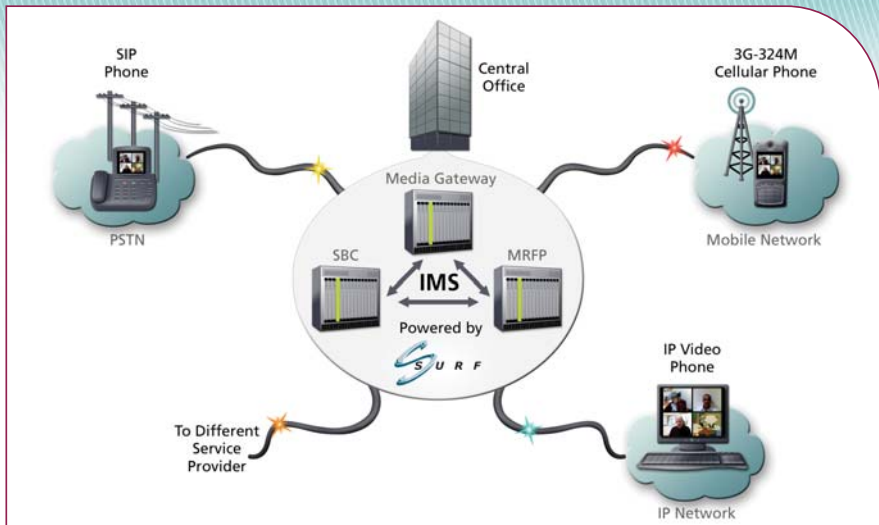 SIP
Phone
PSTN
Central
Office
3G-324M
Cellular Phone
Mobile Network
Media Gateway
SBC
MRFP
IMS
Powered by
SURF
To Different
Service
Provider
IP Video
Phone
IP Network